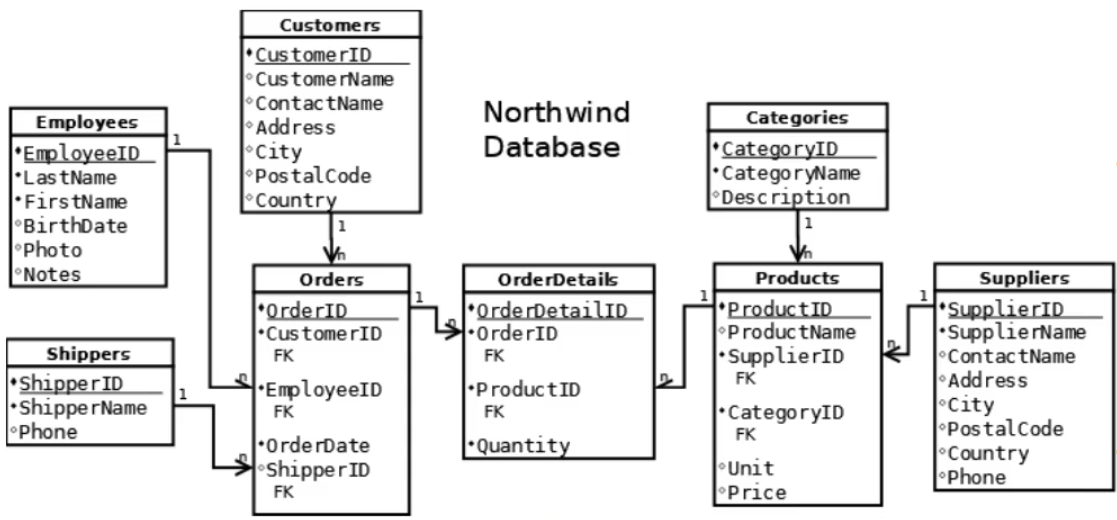 Customers
CustomerID
CustomerName
ContactName
Address
City
PostalCode
Country
1
n
Northwind
Database
Employees
EmployeeID
LastName
FirstName
BirthDate
Photo
Notes
1
n
Categories
CategoryID
CategoryName
Description
1
n
Shippers
ShipperID
ShipperName
Phone
1
n
Orders
OrderID
CustomerID
FK
EmployeeID
FK
OrderDate
ShipperID
FK
1
n
OrderDetails
OrderDetailID
OrderID
FK
ProductID
FK
Quantity
1
n
Products
ProductID
ProductName
SupplierID
FK
CategoryID
FK
Unit
Price
1
n
Suppliers
SupplierID
SupplierName
ContactName
Address
City
PostalCode
Country
Phone